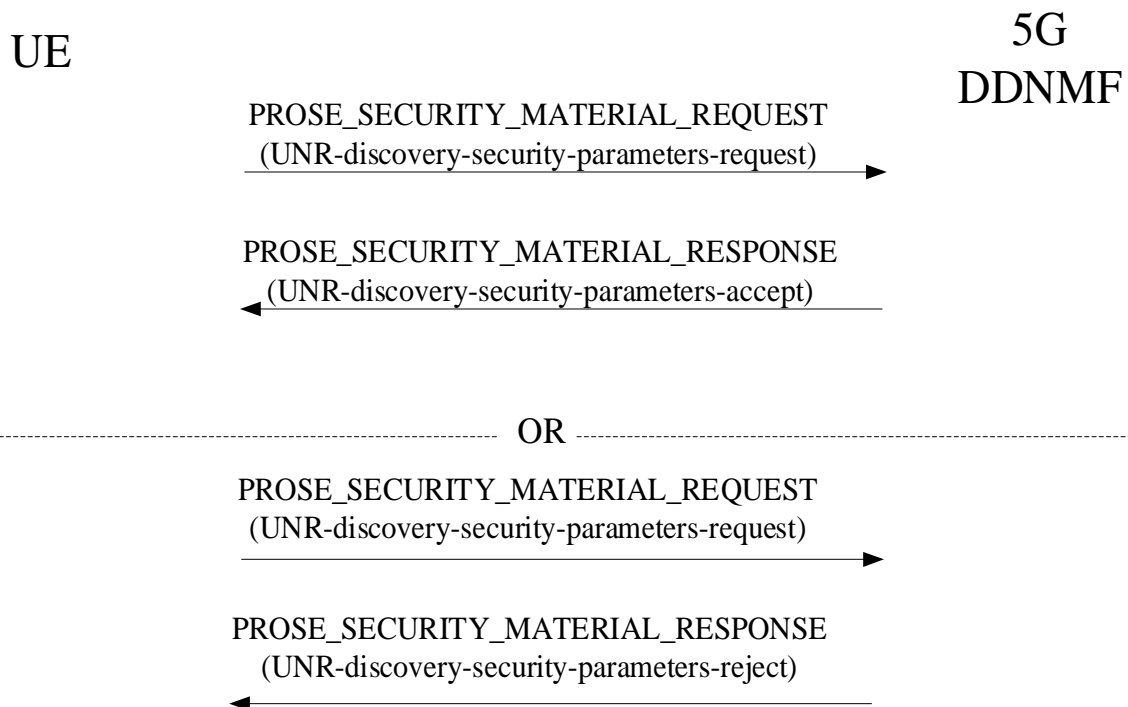 UE
5G
DDNMF
PROSE_SECURITY_MATERIAL_REQUEST
(UNR-discovery-security-parameters-request)
PROSE_SECURITY_MATERIAL_RESPONSE
(UNR-discovery-security-parameters-accept)
OR
PROSE_SECURITY_MATERIAL_REQUEST
(UNR-discovery-security-parameters-request)
PROSE_SECURITY_MATERIAL_RESPONSE
(UNR-discovery-security-parameters-reject)